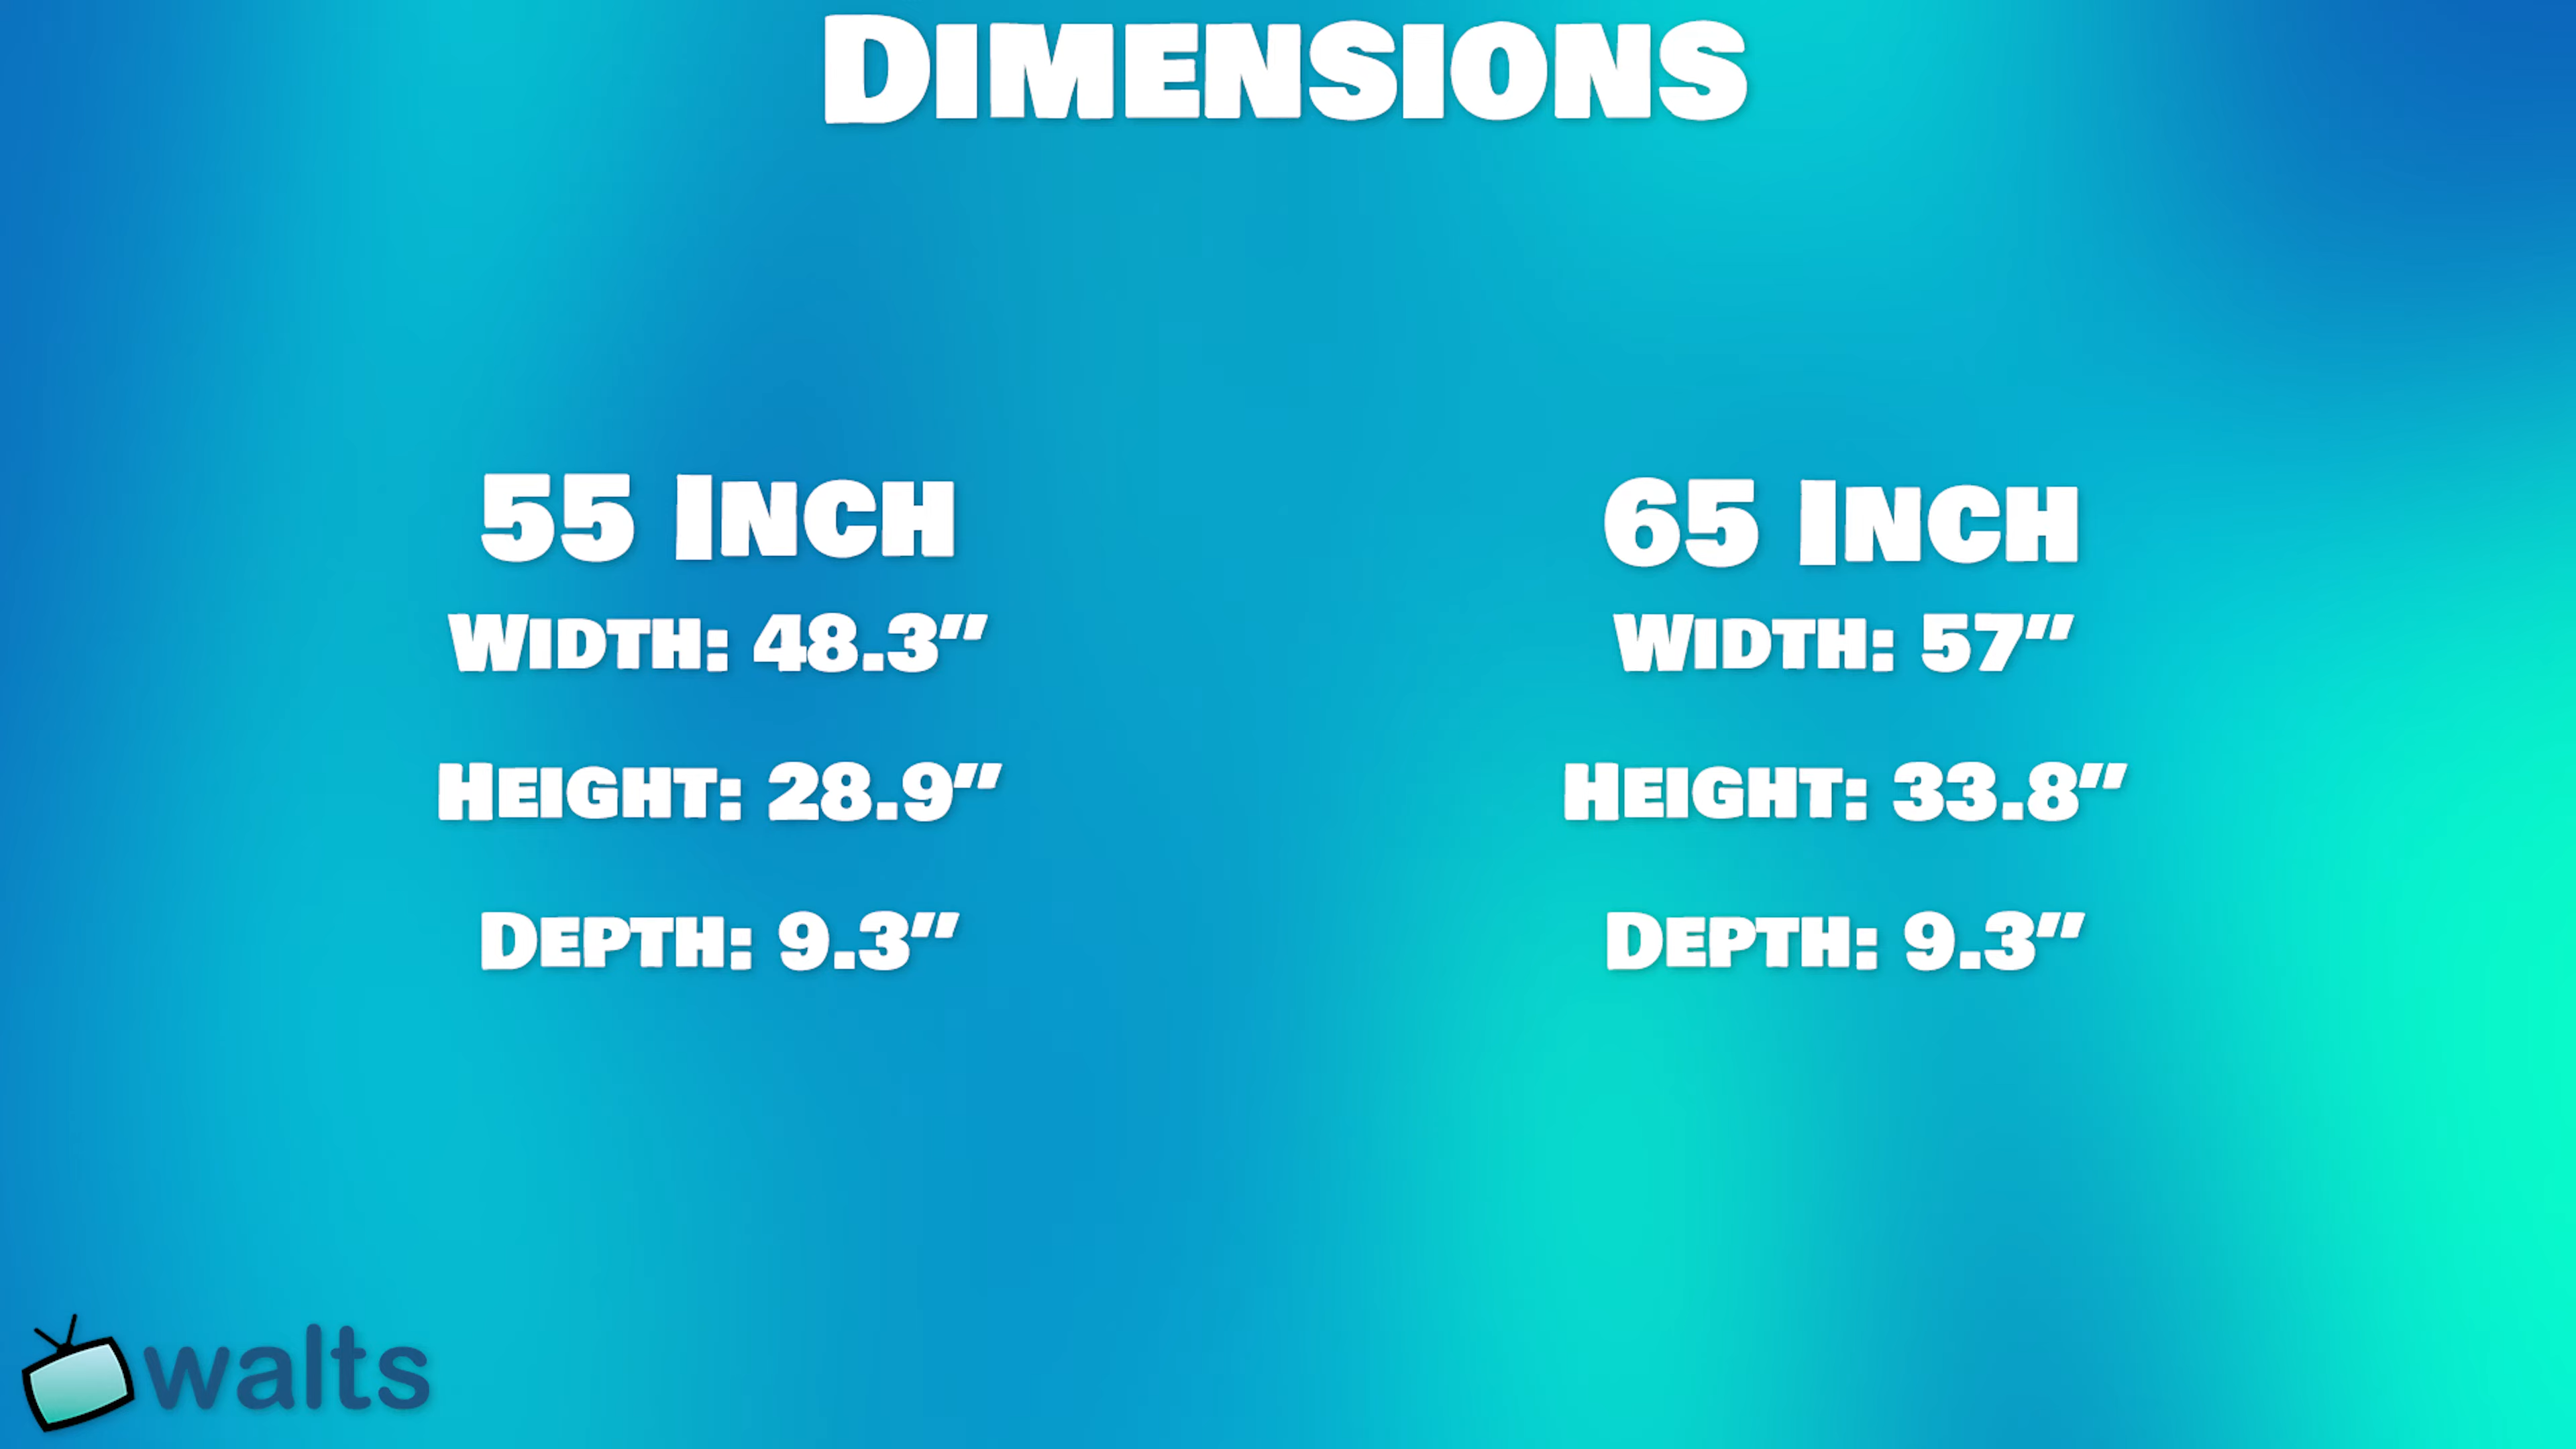 Dimensions
55 Inch
Width: 48.3"
Height: 28.9"
Depth: 9.3"
65 Inch
Width: 57"
Height: 33.8"
Depth: 9.3"
walts